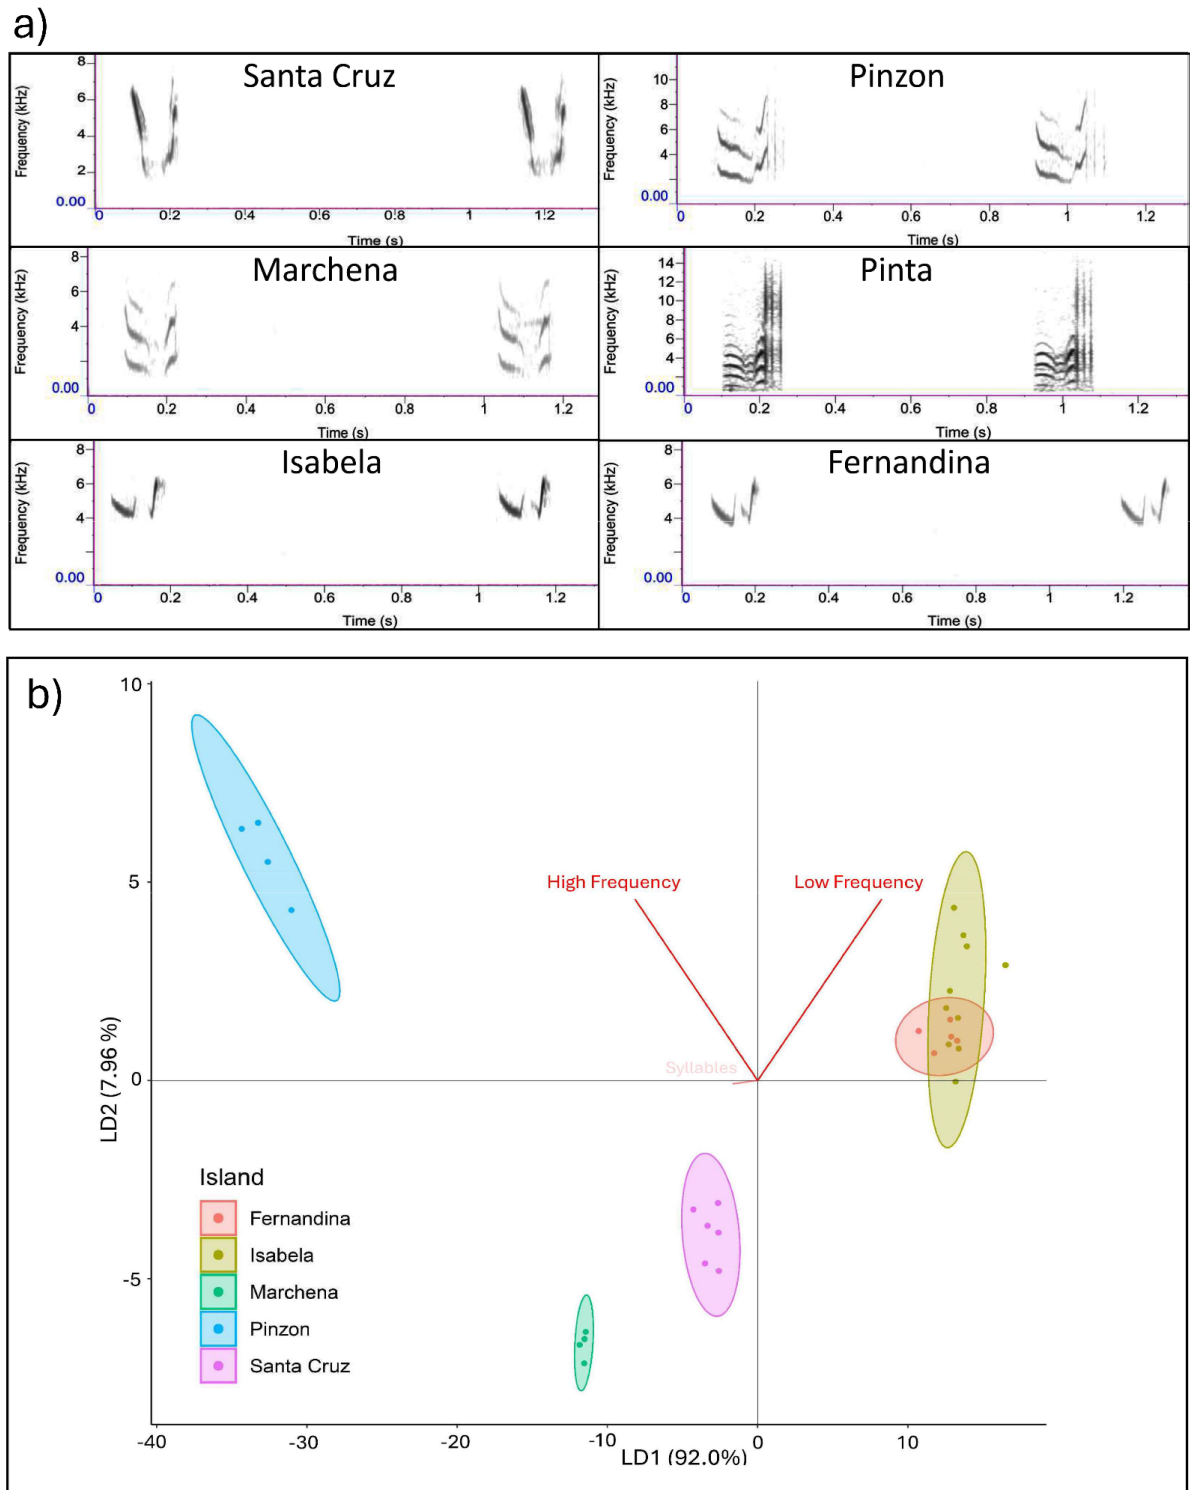 a)
Santa Cruz
Frequency (kHz)
8
6
4
2
0.00
0 0.2 0.4 0.6 0.8 1 1.2
Time (s)
Pinzon
Frequency (kHz)
10
8
6
4
0.00
0 0.2 0.4 0.6 0.8 1 1.2
Time (s)
Marchena
Frequency (kHz)
8
6
4
0.00
0 0.2 0.4 0.6 0.8 1 1.2
Time (s)
Pinta
Frequency (kHz)
14
12
10
8
6
4
0.00
0 0.2 0.4 0.6 0.8 1 1.2
Time (s)
Isabela
Frequency (kHz)
8
6
4
0.00
0 0.2 0.4 0.6 0.8 1 1.2
Time (s)
Fernandina
Frequency (kHz)
8
6
4
0.00
0 0.2 0.4 0.6 0.8 1 1.2
Time (s)
b)
10
5
0
-5
LD2 (7.96 %)
High Frequency
Low Frequency
Syllables
Island
Fernandina
Isabela
Marchena
Pinzon
Santa Cruz
-40 -30 -20 -10 0 10
LD1 (92.0%)